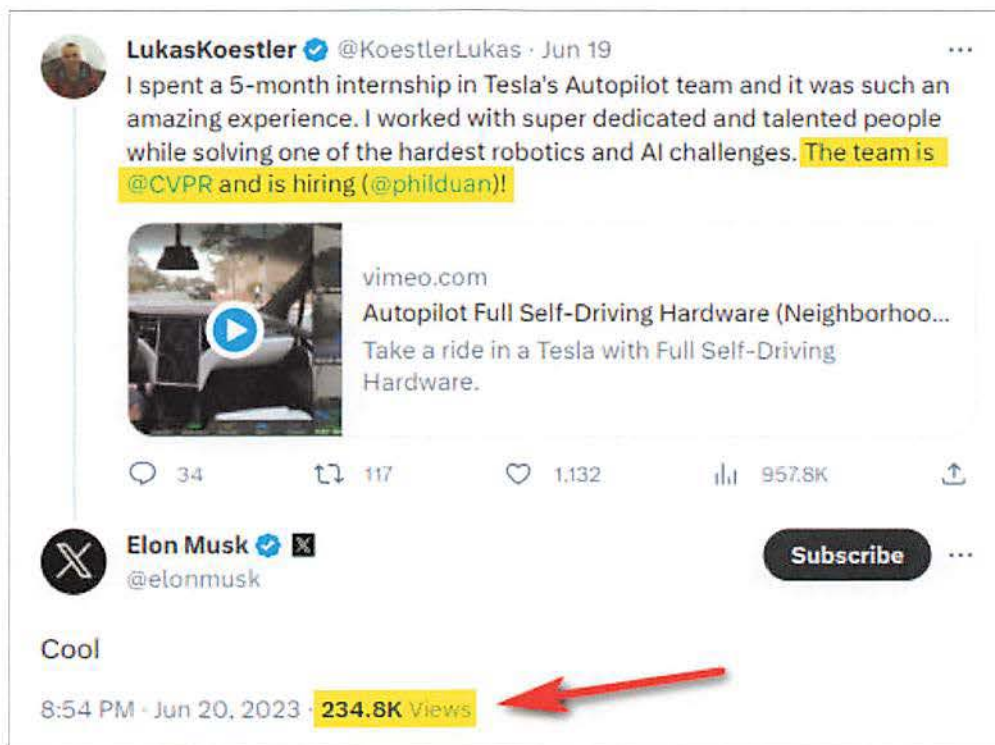 LukasKoestler @KoestlerLukas · Jun 19
I spent a 5-month internship in Tesla's Autopilot team and it was such an
amazing experience. I worked with super dedicated and talented people
while solving one of the hardest robotics and AI challenges. The team is
@CVPR and is hiring (@philduan)!
vimeo.com
Autopilot Full Self-Driving Hardware (Neighborhoo...
Take a ride in a Tesla with Full Self-Driving
Hardware.
34 117 1,132 957.8K
Elon Musk
@elonmusk
Subscribe
Cool
8:54 PM · Jun 20, 2023 · 234.8K Views